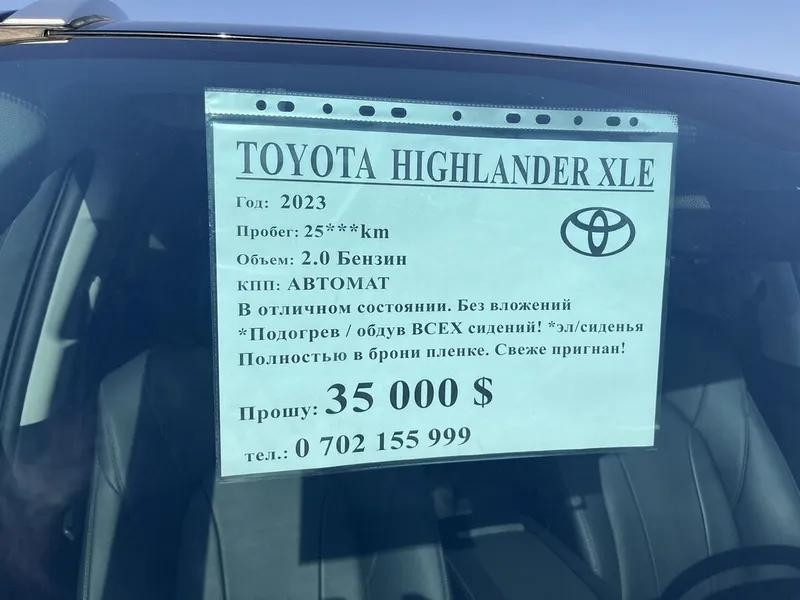 TOYOTA HIGHLANDER XLE
Год: 2023
Пробег: 25***km
Объем: 2.0 Бензин
КПП: АВТОМАТ
В отличном состоянии. Без вложений
*Подогрев / обдув ВСЕХ сидений! *эл/сиденья
Полностью в брони пленке. Свеже пригнан!
Прошу: 35 000 $
тел.: 0 702 155 999